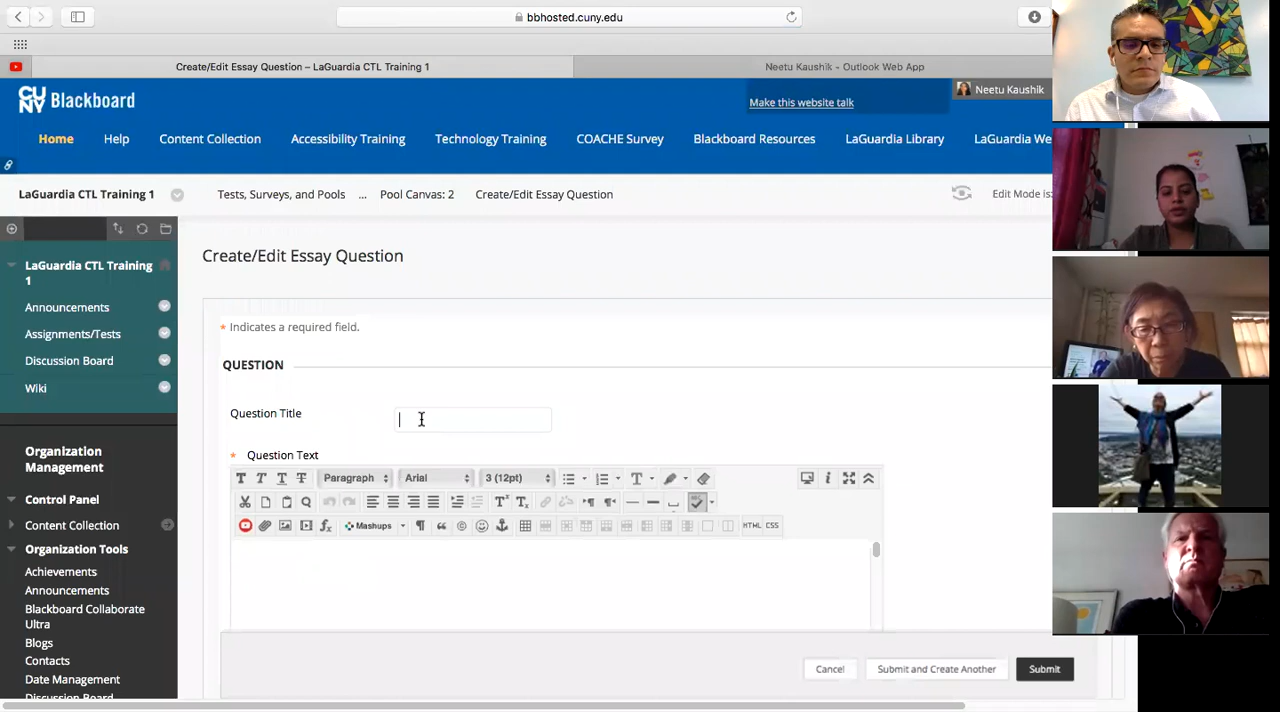 bbhosted.cuny.edu
Create/Edit Essay Question – LaGuardia CTL Training 1
Neetu Kaushik - Outlook Web App
CU
NY Blackboard
Make this website talk
Neetu Kaushik
Home Help Content Collection Accessibility Training Technology Training COACHE Survey Blackboard Resources LaGuardia Library LaGuardia We
LaGuardia CTL Training 1 Tests, Surveys, and Pools ... Pool Canvas: 2 Create/Edit Essay Question Edit Mode is:
LaGuardia CTL Training
1
Announcements
Assignments/Tests
Discussion Board
Wiki
Organization
Management
Control Panel
Content Collection
Organization Tools
Achievements
Announcements
Blackboard Collaborate
Ultra
Blogs
Contacts
Date Management
Discussion Board
Create/Edit Essay Question
* Indicates a required field.
QUESTION
Question Title
* Question Text
T T T T Paragraph Arial 3 (12pt) T
Mashups HTML CSS
Cancel Submit and Create Another Submit